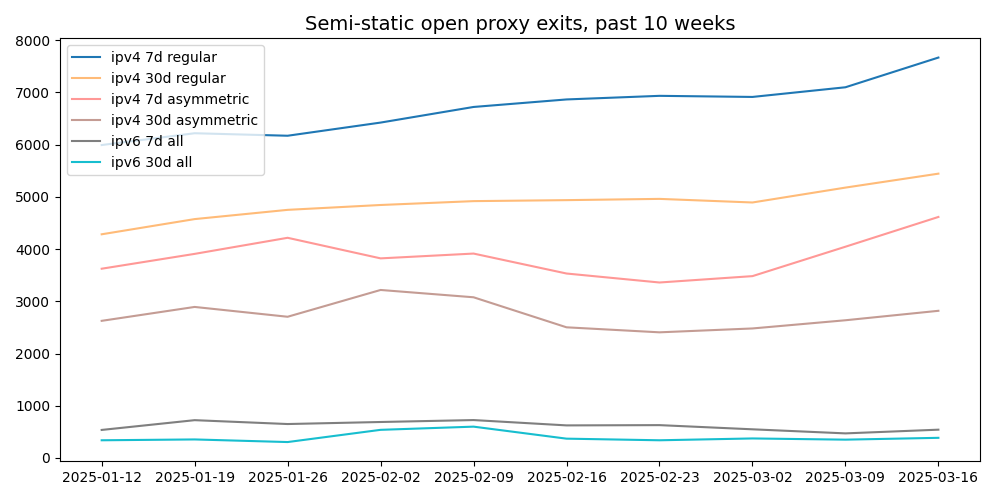 Semi-static open proxy exits, past 10 weeks
8000
7000
6000
5000
4000
3000
2000
1000
0
ipv4 7d regular
ipv4 30d regular
ipv4 7d asymmetric
ipv4 30d asymmetric
ipv6 7d all
ipv6 30d all
2025-01-12 2025-01-19 2025-01-26 2025-02-02 2025-02-09 2025-02-16 2025-02-23 2025-03-02 2025-03-09 2025-03-16